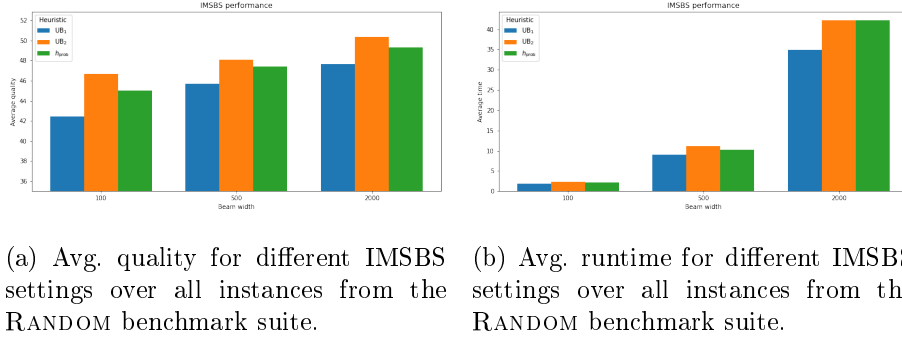 IMSBS performance
Heuristic
UB1
UB2
hprob
52
50
48
46
44
42
40
38
36
Average quality
100
500
2000
Beam width
(a) Avg. quality for different IMSBS
settings over all instances from the
RANDOM benchmark suite.
IMSBS performance
Heuristic
UB1
UB2
hprob
40
35
30
25
20
15
10
5
0
Average time
100
500
2000
Beam width
(b) Avg. runtime for different IMSBS
settings over all instances from th
RANDOM benchmark suite.